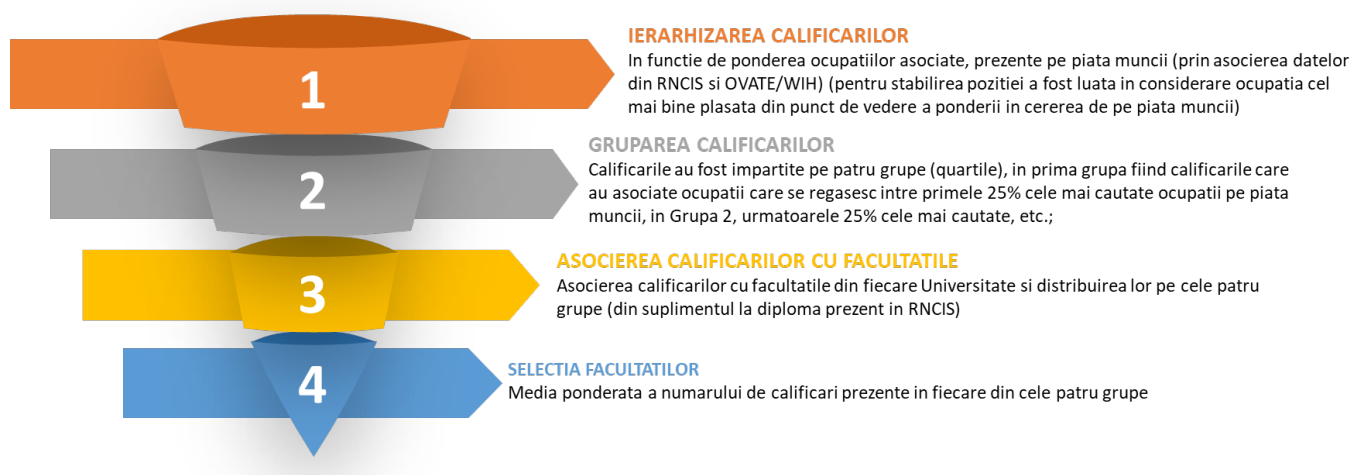 1
IERARHIZAREA CALIFICARILOR
In functie de ponderea ocupatiilor asociate, prezente pe piata muncii (prin asocierea datelor
din RNCIS si OVATE/WIH) (pentru stabilirea pozitiei a fost luata in considerare ocupatia cel
mai bine plasata din punct de vedere a ponderii in cererea de pe piata muncii)
2
GRUPAREA CALIFICARILOR
Calificarile au fost impartite pe patru grupe (quartile), in prima grupa fiind calificarile care
au asociate ocupatii care se regasesc intre primele 25% cele mai cautate ocupatii pe piata
muncii, in Grupa 2, urmatoarele 25% cele mai cautate, etc.;
3
ASOCIEREA CALIFICARILOR CU FACULTATILE
Asocierea calificarilor cu facultatile din fiecare Universitate si distribuirea lor pe cele patru
grupe (din suplimentul la diploma prezent in RNCIS)
4
SELECTIA FACULTATILOR
Media ponderata a numarului de calificari prezente in fiecare din cele patru grupe